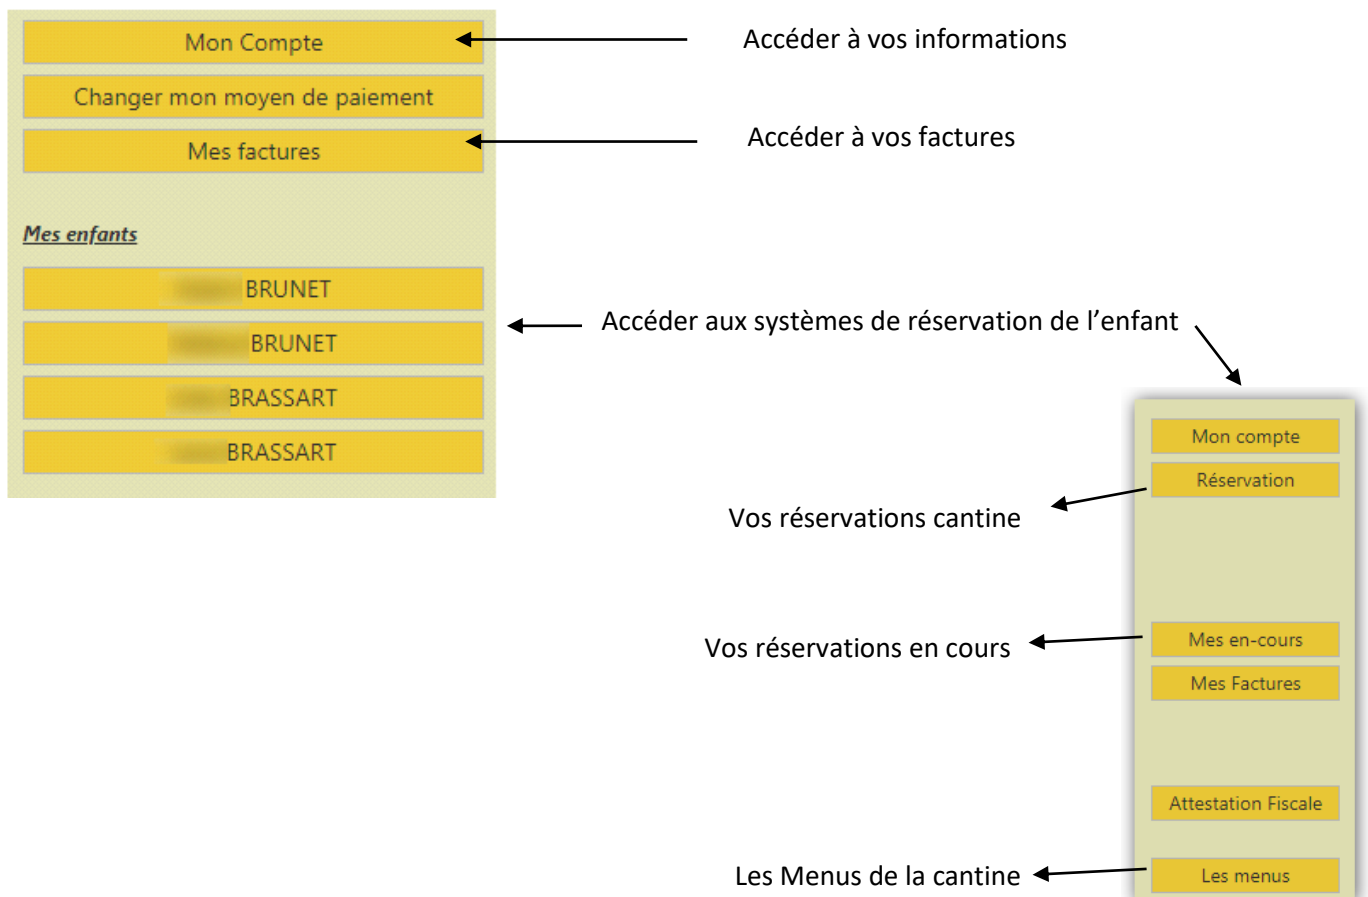 Mon Compte
Accéder à vos informations
Changer mon moyen de paiement
Mes factures
Accéder à vos factures
Mes enfants
BRUNET
BRUNET
BRASSART
BRASSART
Accéder aux systèmes de réservation de l’enfant
Mon compte
Réservation
Vos réservations cantine
Mes en-cours
Vos réservations en cours
Mes Factures
Attestation Fiscale
Les menus
Les Menus de la cantine